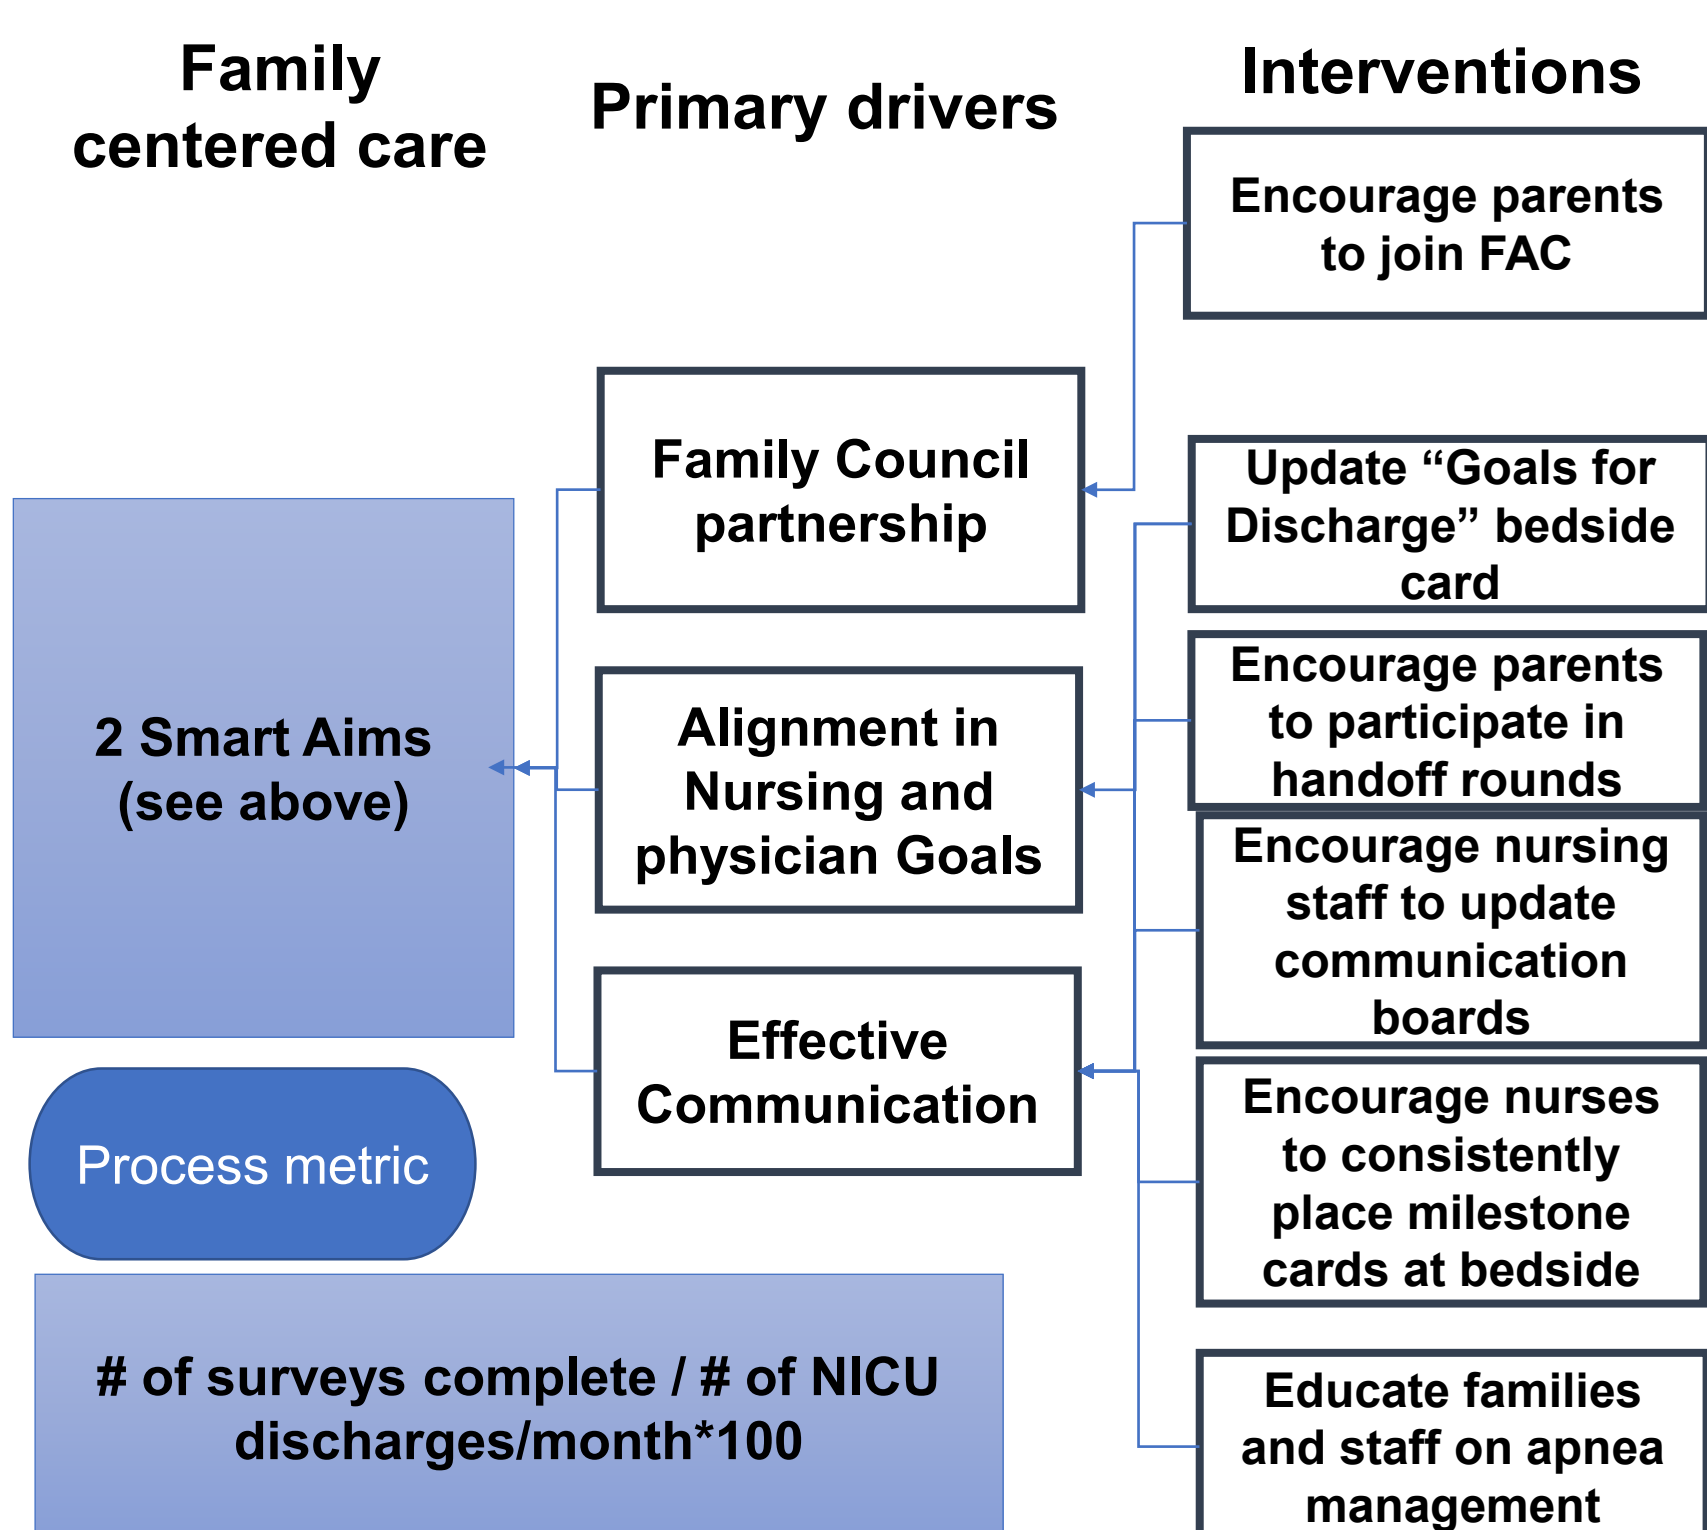 Family
centered care
Primary drivers
Interventions
Encourage parents
to join FAC
Family Council
partnership
Update “Goals for
Discharge” bedside
card
Encourage parents
to participate in
handoff rounds
2 Smart Aims
(see above)
Alignment in
Nursing and
physician Goals
Encourage nursing
staff to update
communication
boards
Effective
Communication
Encourage nurses
to consistently
place milestone
cards at bedside
Process metric
# of surveys complete / # of NICU
discharges/month*100
Educate families
and staff on apnea
management